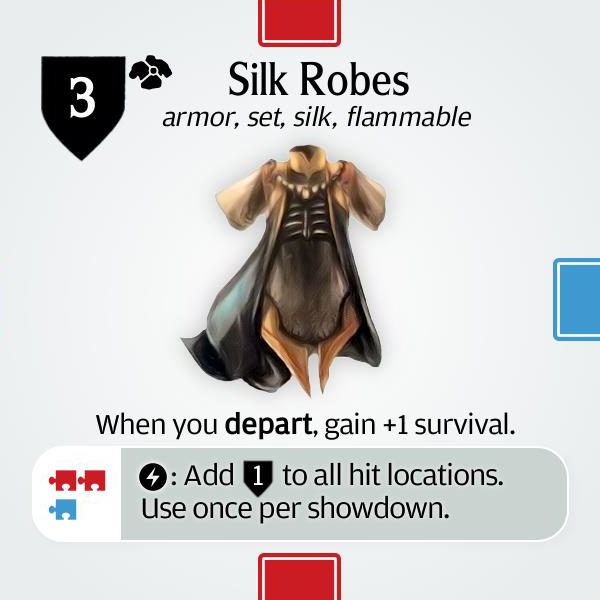 3
Silk Robes
armor, set, silk, flammable
When you depart, gain +1 survival.
: Add 1 to all hit locations.
Use once per showdown.